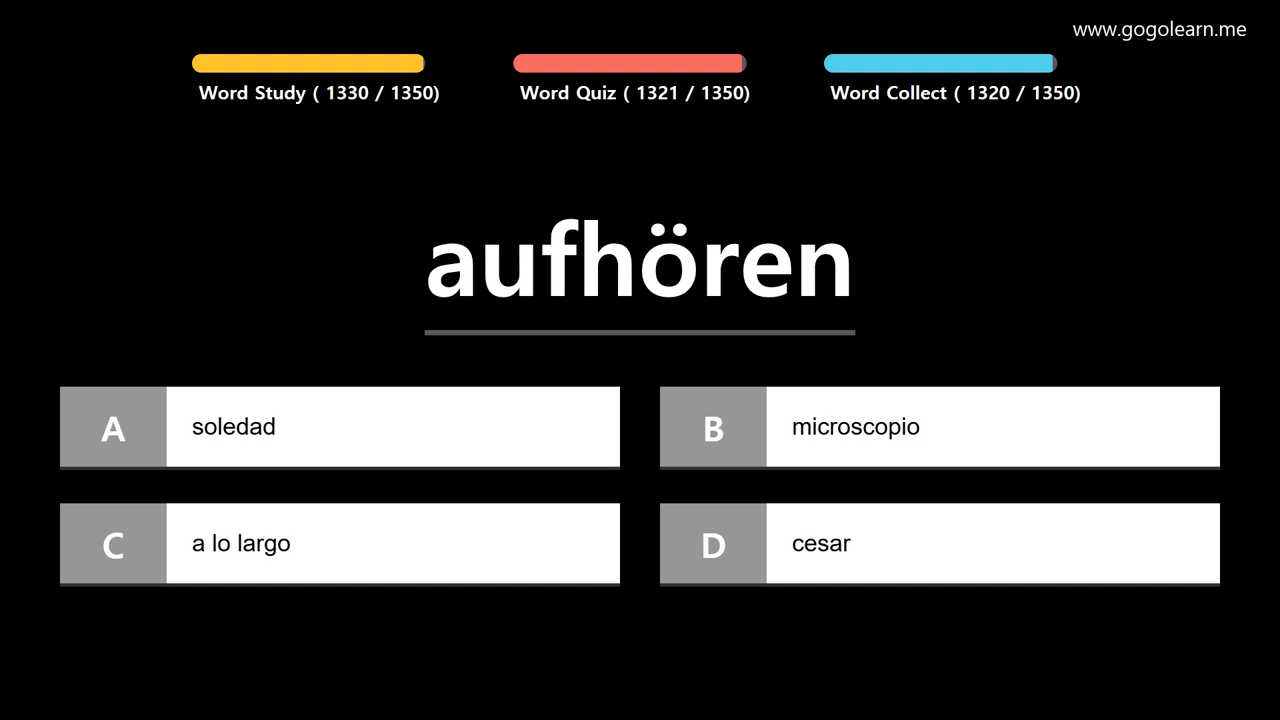 www.gogolearn.me
Word Study ( 1330 / 1350)
Word Quiz ( 1321 / 1350)
Word Collect ( 1320 / 1350)
aufhören
A soledad
B microscopio
C a lo largo
D cesar